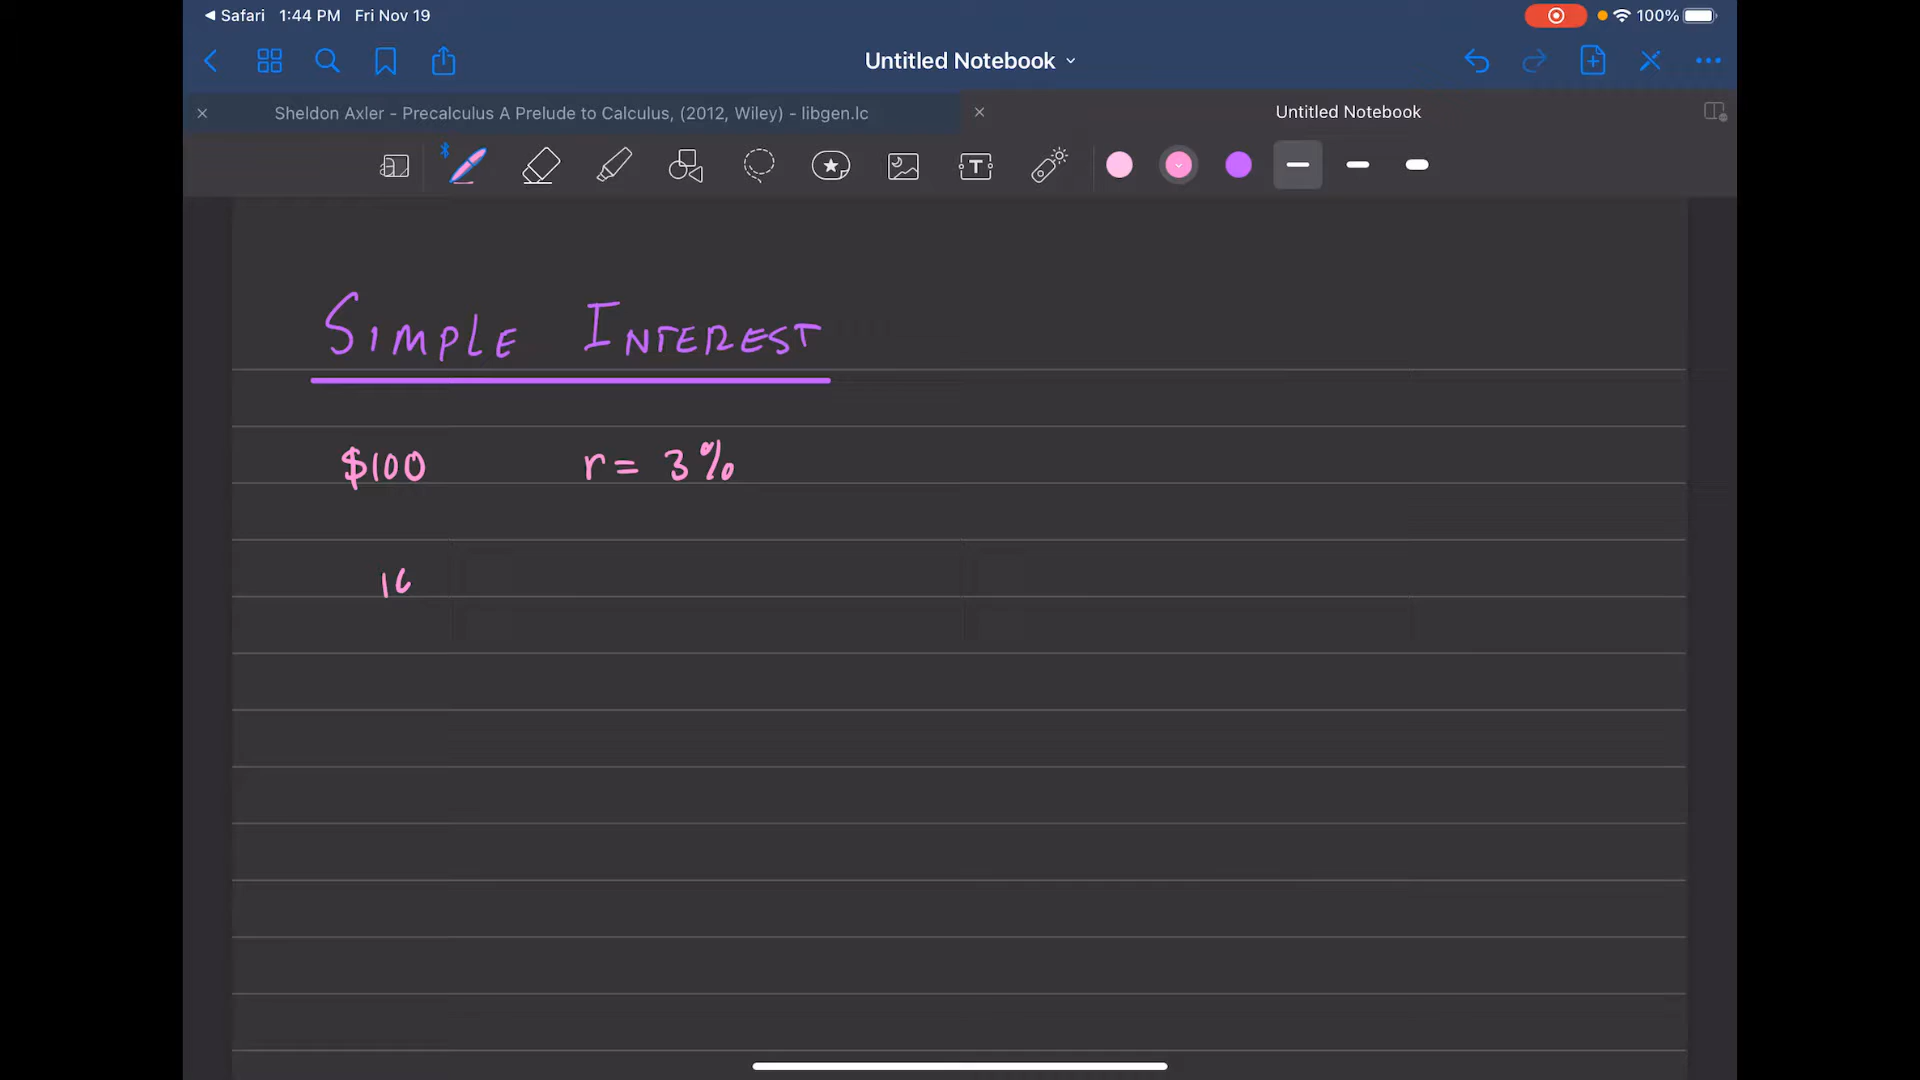 Safari 1:44 PM Fri Nov 19 100%
Untitled Notebook
Sheldon Axler - Precalculus A Prelude to Calculus, (2012, Wiley) - libgen.lc Untitled Notebook
SIMPLE INTEREST
$100 r = 3%
10